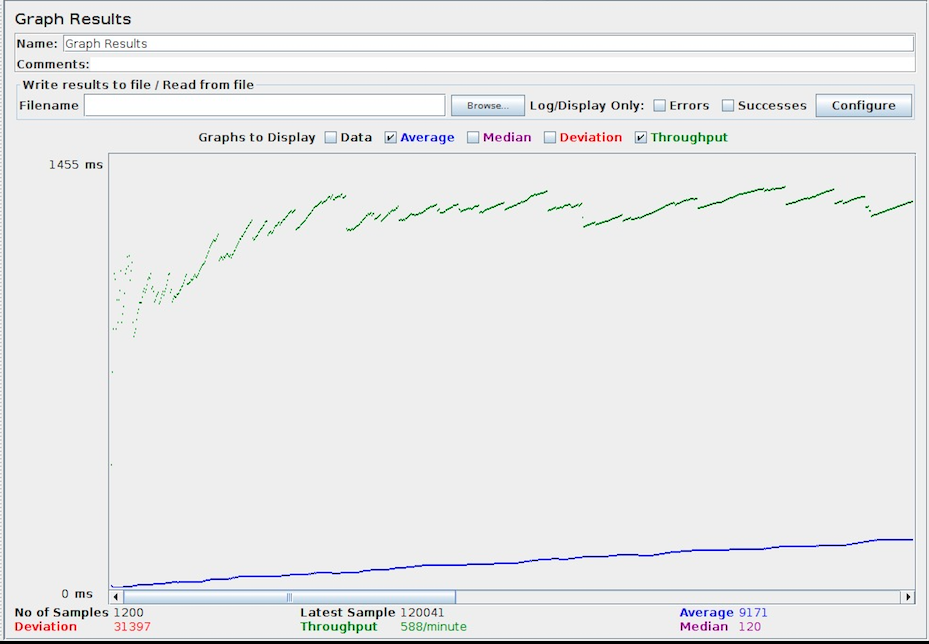 Graph Results
Name: Graph Results
Comments:
Write results to file / Read from file
Filename Browse... Log/Display Only: Errors Successes Configure
Graphs to Display Data Average Median Deviation Throughput
1455 ms
0 ms
No of Samples 1200 Latest Sample 120041 Average 9171
Deviation 31397 Throughput 588/minute Median 120